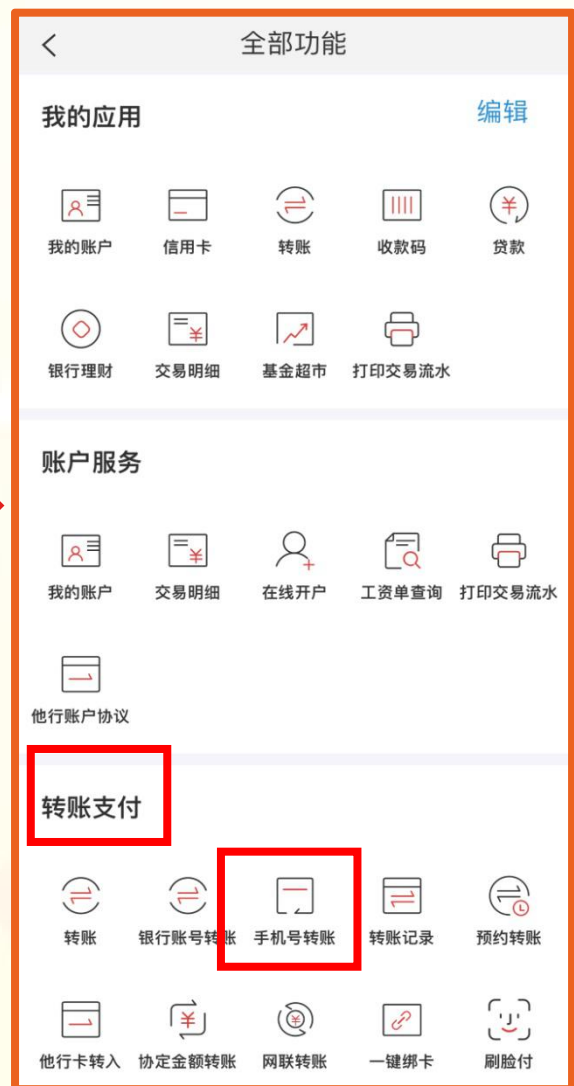 全部功能
我的应用 编辑
我的账户 信用卡 转账 收款码 贷款
银行理财 交易明细 基金超市 打印交易流水
账户服务
我的账户 交易明细 在线开户 工资单查询 打印交易流水
他行账户协议
转账支付
转账 银行账号转账 手机号转账 转账记录 预约转账
他行卡转入 协定金额转账 网联转账 一键绑卡 刷脸付